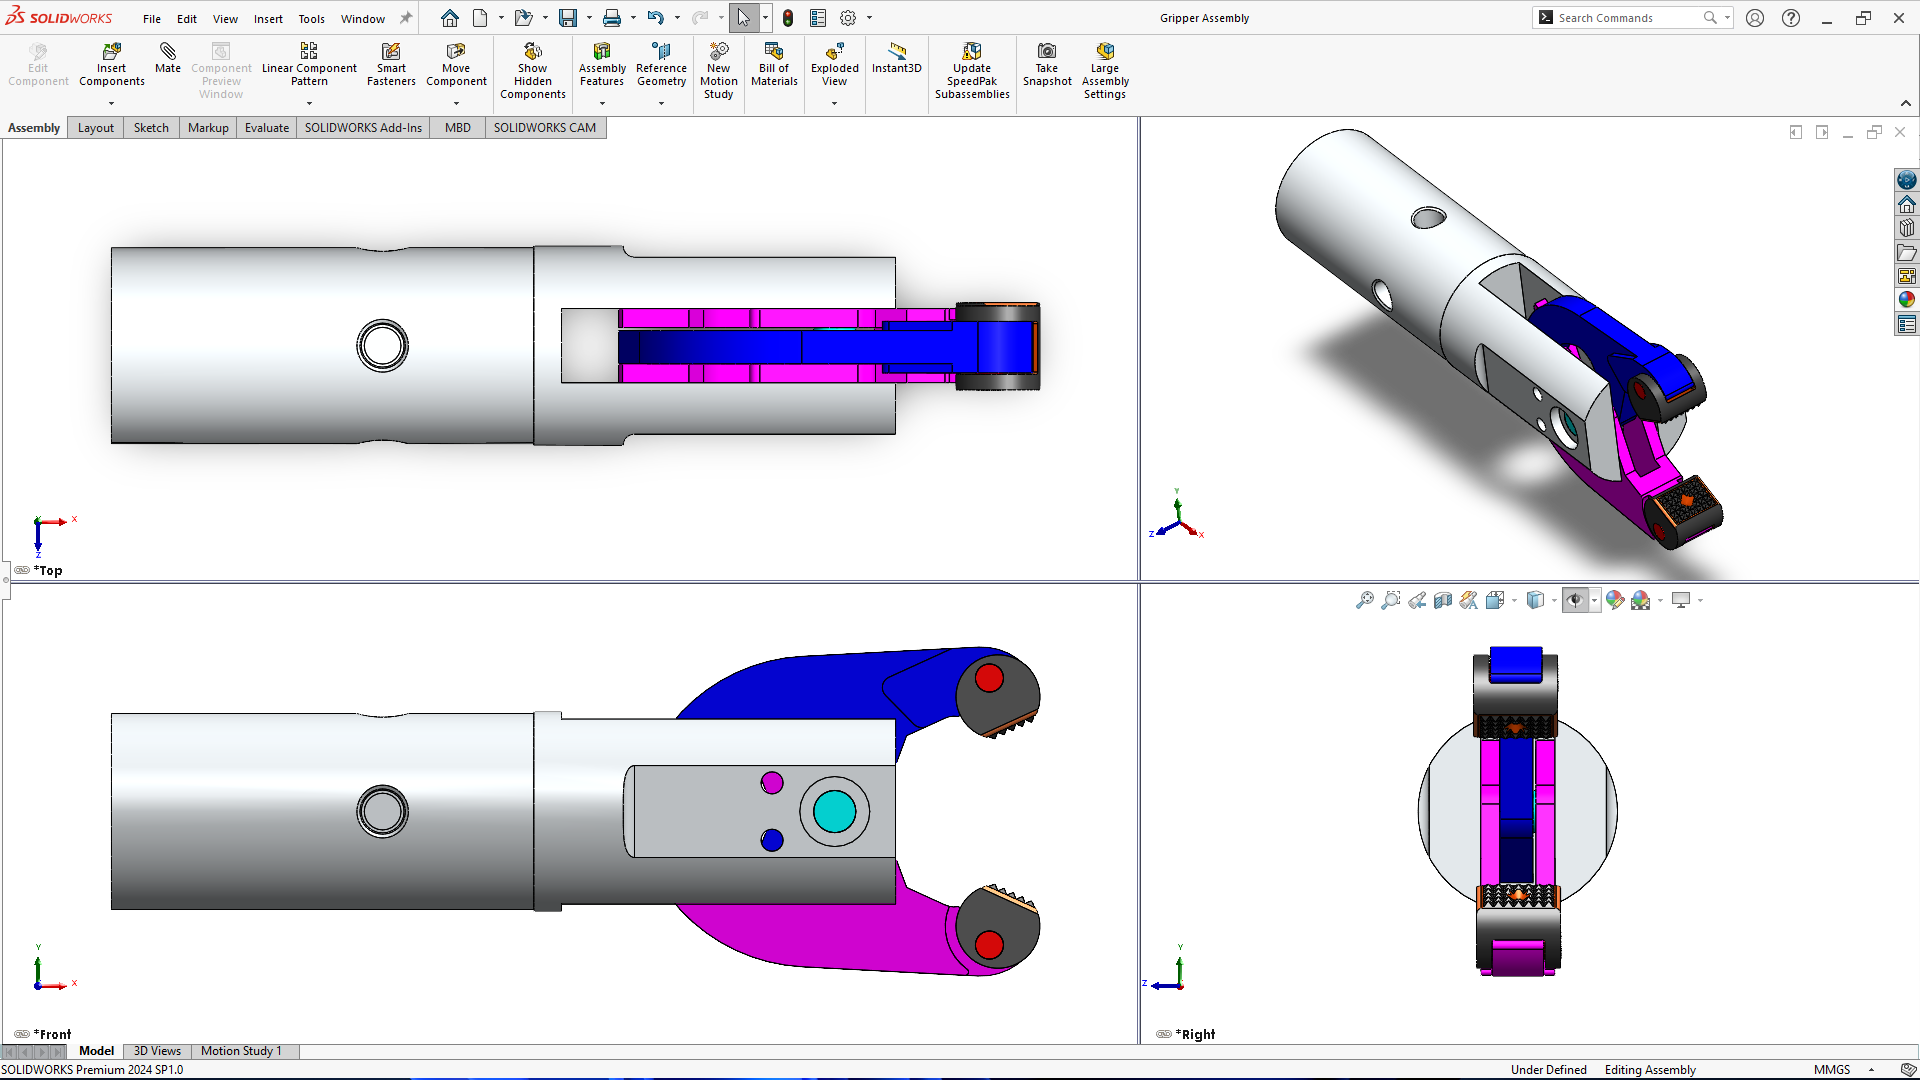 SOLIDWORKS File Edit View Insert Tools Window Gripper Assembly Search Commands
Edit Component
Insert Components
Mate
Component Preview Window
Linear Component Pattern
Smart Fasteners
Move Component
Show Hidden Components
Assembly Features
Reference Geometry
New Motion Study
Bill of Materials
Exploded View
Instant3D
Update SpeedPak Subassemblies
Take Snapshot
Large Assembly Settings
Assembly Layout Sketch Markup Evaluate SOLIDWORKS Add-Ins MBD SOLIDWORKS CAM
Y
X
Z
*Top
Y
Z
X
Y
X
*Front
Y
Z
*Right
Model 3D Views Motion Study 1
SOLIDWORKS Premium 2024 SP1.0 Under Defined Editing Assembly MMGS